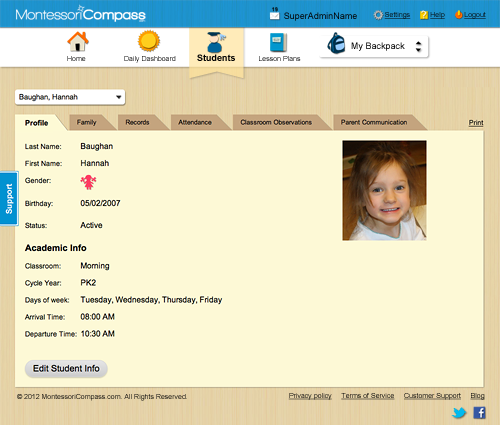 MontessoriCompass
18 SuperAdminName Settings Help Logout
Home Daily Dashboard Students Lesson Plans My Backpack
Baughan, Hannah
Profile Family Records Attendance Classroom Observations Parent Communication Print
Last Name: Baughan
First Name: Hannah
Gender:
Birthday: 05/02/2007
Status: Active
Support
Academic Info
Classroom: Morning
Cycle Year: PK2
Days of week: Tuesday, Wednesday, Thursday, Friday
Arrival Time: 08:00 AM
Departure Time: 10:30 AM
Edit Student Info
© 2012 MontessoriCompass.com. All Rights Reserved. Privacy policy Terms of Service Customer Support Blog